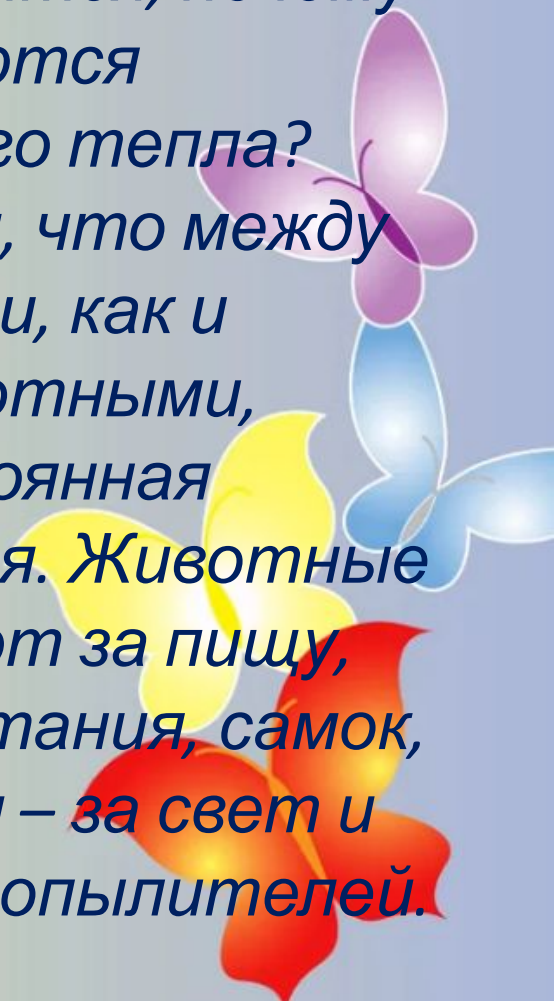 отся
го тепла?
, что между
и, как и
отными,
оянная
я. Животные
от за пищу,
тания, самок,
– за свет и
опылителей.